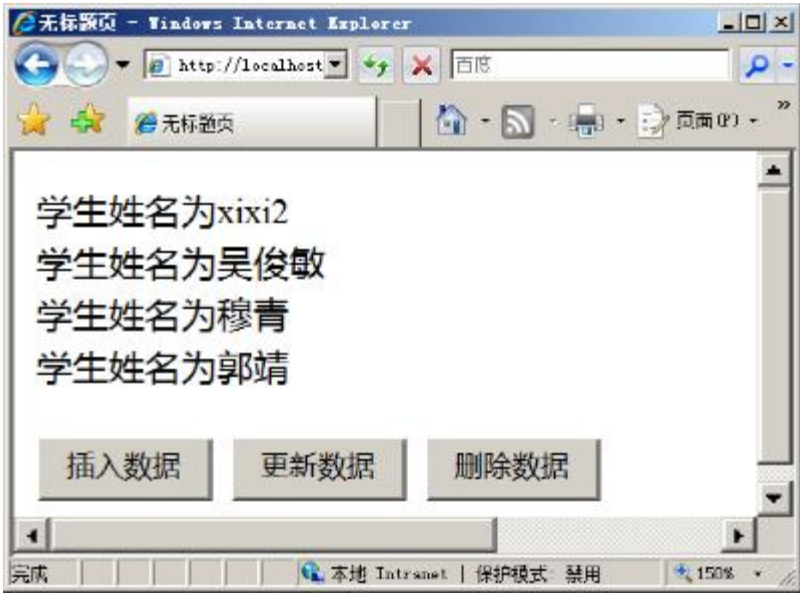 无标题页 - Windows Internet Explorer
http://localhost 百度
无标题页 页面(P)
学生姓名为xixi2
学生姓名为吴俊敏
学生姓名为穆青
学生姓名为郭靖
插入数据 更新数据 删除数据
完成 本地 Intranet | 保护模式: 禁用 150%